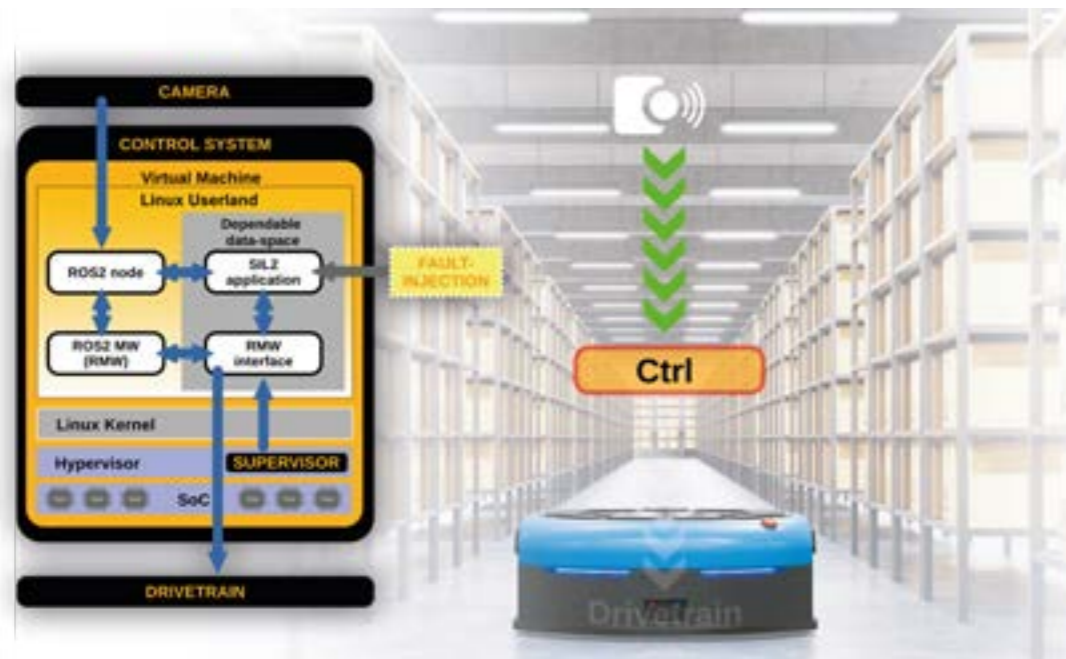 CAMERA
CONTROL SYSTEM
Virtual Machine
Linux Userland
Dependable
data-space
ROS2 node
SIL2
application
FAULT-
INJECTION
ROS2 MW
(RMW)
RMW
interface
Linux Kernel
Hypervisor
SUPERVISOR
SoC
DRIVETRAIN
Ctrl
Drivetrain